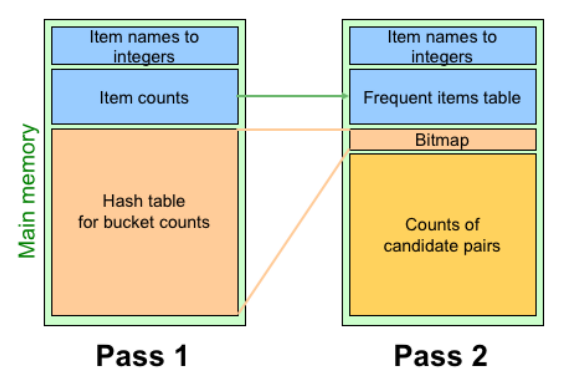 Item names to
integers
Item counts
Hash table
for bucket counts
Main memory
Pass 1
Item names to
integers
Frequent items table
Bitmap
Counts of
candidate pairs
Pass 2